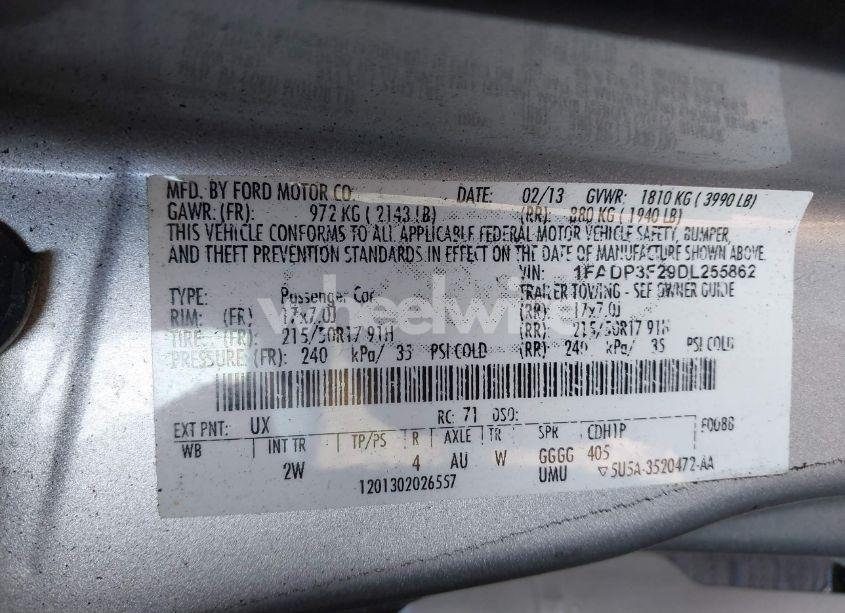 MFD. BY FORD MOTOR CO.
DATE: 02/13 GVWR: 1810 KG ( 3990 LB)
GAWR: (FR): 972 KG ( 2143 LB) (RR): 880 KG ( 1940 LB)
THIS VEHICLE CONFORMS TO ALL APPLICABLE FEDERAL MOTOR VEHICLE SAFETY, BUMPER,
AND THEFT PREVENTION STANDARDS IN EFFECT ON THE DATE OF MANUFACTURE SHOWN ABOVE.
VIN: 1FADP3F29DL255862
TYPE: Passenger Car TRAILER TOWING - SEE OWNER GUIDE
RIM: (FR) 17x7.0J (RR): 17x7.0J
TIRE: (FR) 215/50R17 91H (RR) 215/50R17 91H
PRESSURE: (FR): 240 kPa/ 35 PSI COLD (RR) 240 kPa/ 35 PSI COLD
wheelwire
EXT PNT: UX RC: 71 DSO: F0088
WB INT TR TP/PS R AXLE TR SPR CDH1P
2W 4 AU W GGGG 405
UMU 5U5A-3520472-AA